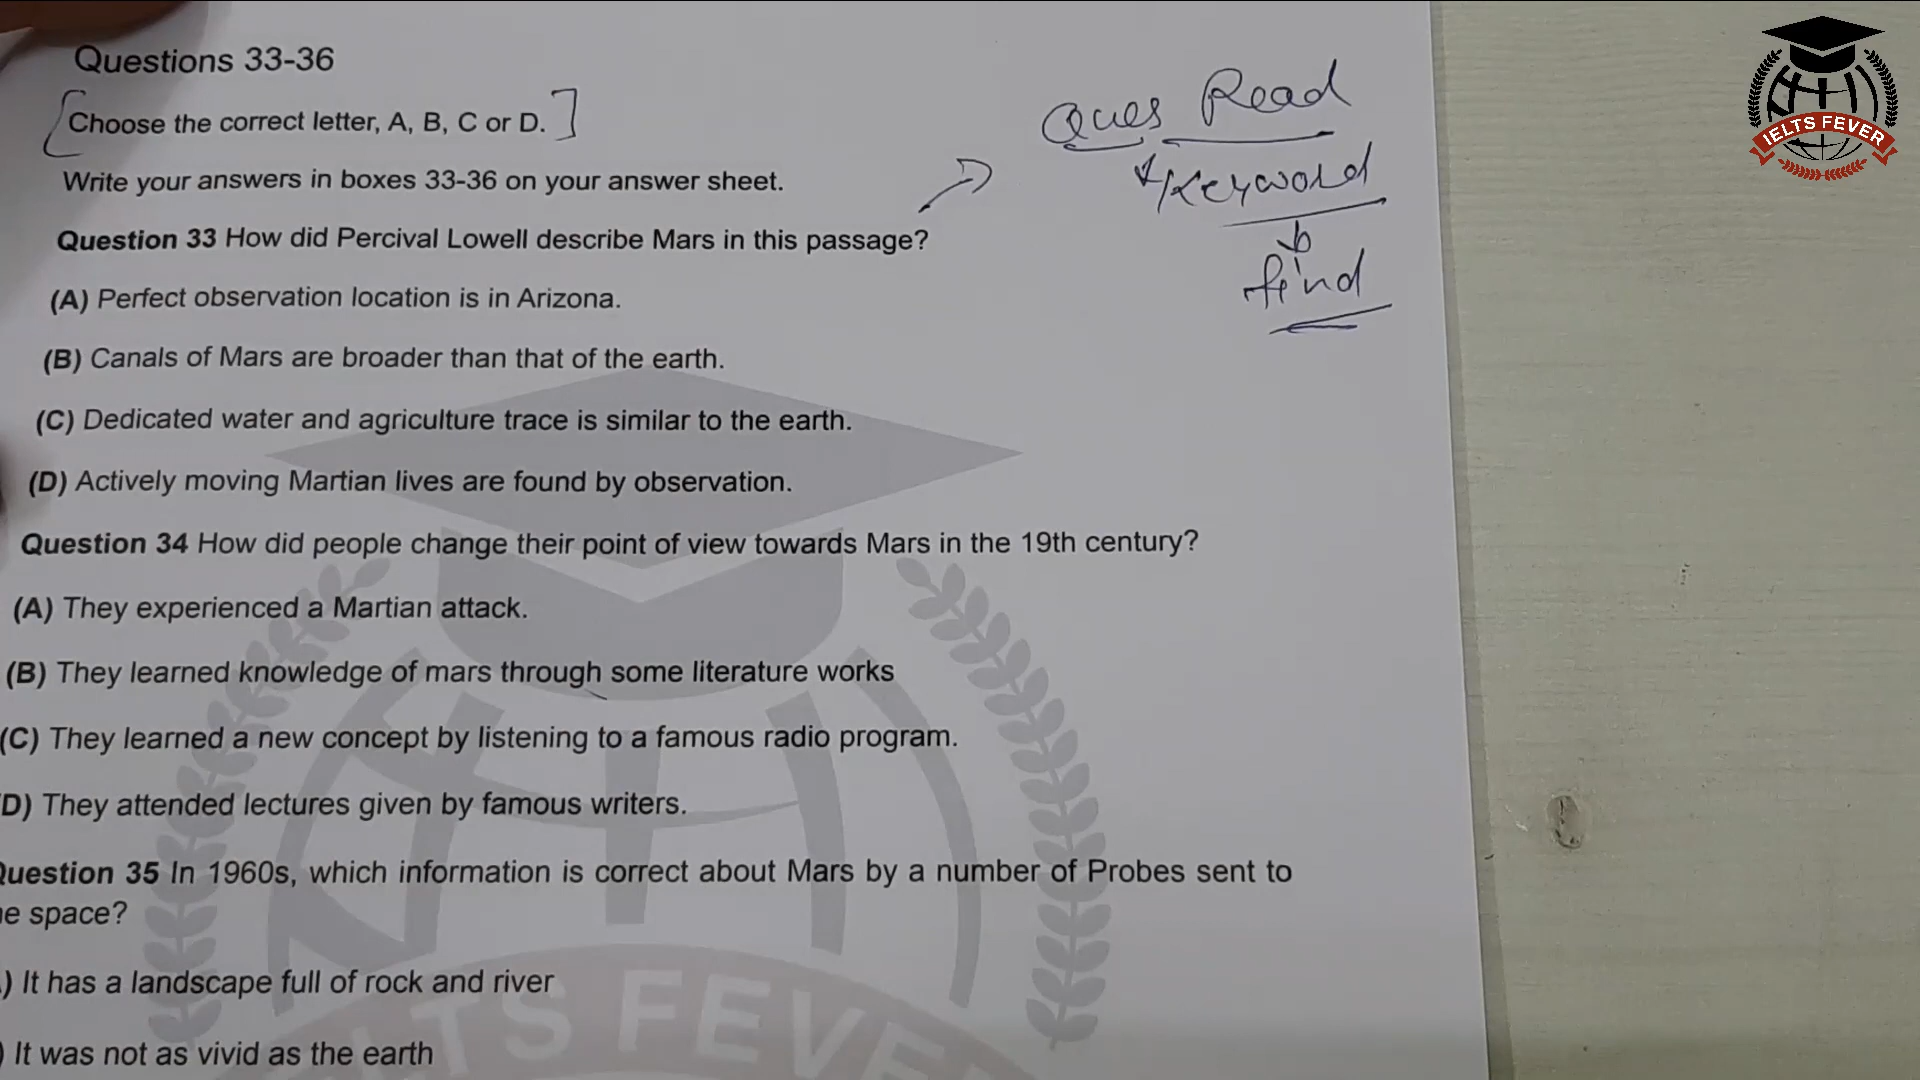 Questions 33-36
[Choose the correct letter, A, B, C or D.]
Write your answers in boxes 33-36 on your answer sheet.
Question 33 How did Percival Lowell describe Mars in this passage?
(A) Perfect observation location is in Arizona.
(B) Canals of Mars are broader than that of the earth.
(C) Dedicated water and agriculture trace is similar to the earth.
(D) Actively moving Martian lives are found by observation.
Question 34 How did people change their point of view towards Mars in the 19th century?
(A) They experienced a Martian attack.
(B) They learned knowledge of mars through some literature works
(C) They learned a new concept by listening to a famous radio program.
D) They attended lectures given by famous writers.
Question 35 In 1960s, which information is correct about Mars by a number of Probes sent to
e space?
) It has a landscape full of rock and river
) It was not as vivid as the earth
Ques Read
Keyword
find
IELTS FEVER
IELTS FEVER